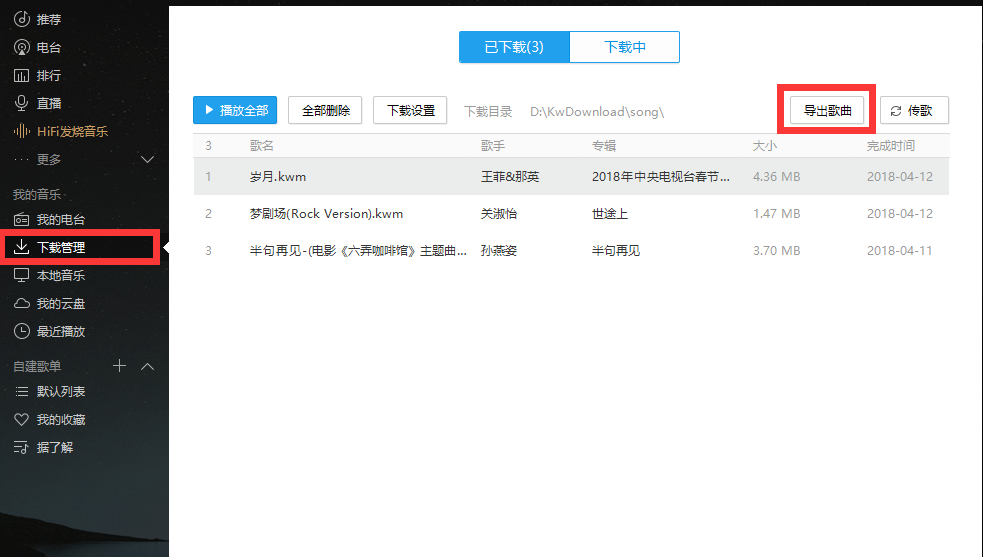 推荐
电台
排行
直播
HiFi发烧音乐
··· 更多
我的音乐
我的电台
下载管理
本地音乐
我的云盘
最近播放
自建歌单
默认列表
我的收藏
据了解
已下载(3) 下载中
播放全部 全部删除 下载设置 下载目录 D:\KwDownload\song\ 导出歌曲 传歌
3 歌名 歌手 专辑 大小 完成时间
1 岁月.kwm 王菲&那英 2018年中央电视台春节... 4.36 MB 2018-04-12
2 梦剧场(Rock Version).kwm 关淑怡 世途上 1.47 MB 2018-04-12
3 半句再见-(电影《六弄咖啡馆》主题曲... 孙燕姿 半句再见 3.70 MB 2018-04-11